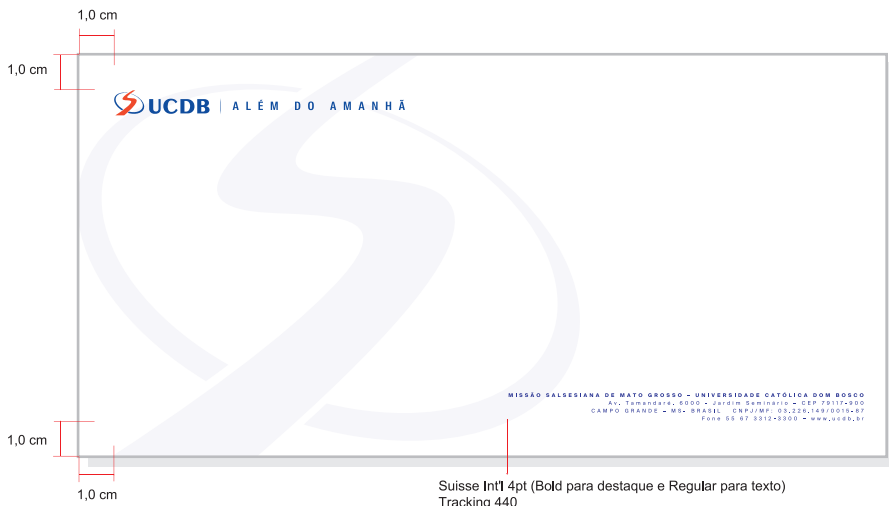 1,0 cm
1,0 cm
UCDB | ALÉM DO AMANHÃ
MISSÃO SALSESIANA DE MATO GROSSO – UNIVERSIDADE CATÓLICA DOM BOSCO
Av. Tamandaré, 6000 - Jardim Seminário – CEP 79117-900
CAMPO GRANDE – MS- BRASIL CNPJ/MF: 03.226.149/0015-87
Fone 55 67 3312-3300 – www.ucdb.br
1,0 cm
1,0 cm
Suisse Int'l 4pt (Bold para destaque e Regular para texto)
Tracking 440